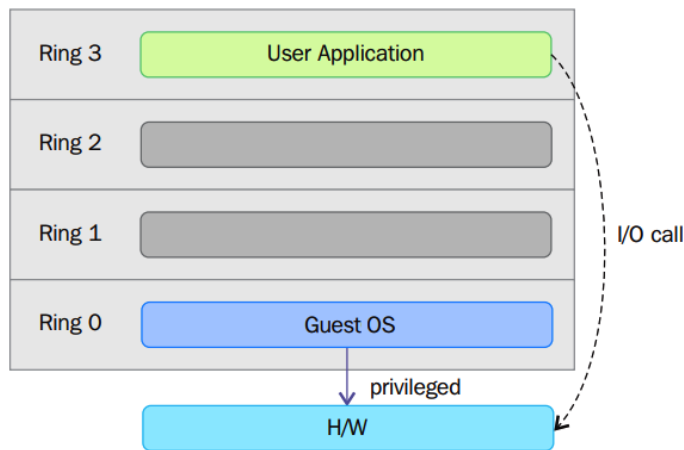 Ring 3
User Application
Ring 2
Ring 1
I/O call
Ring 0
Guest OS
privileged
H/W